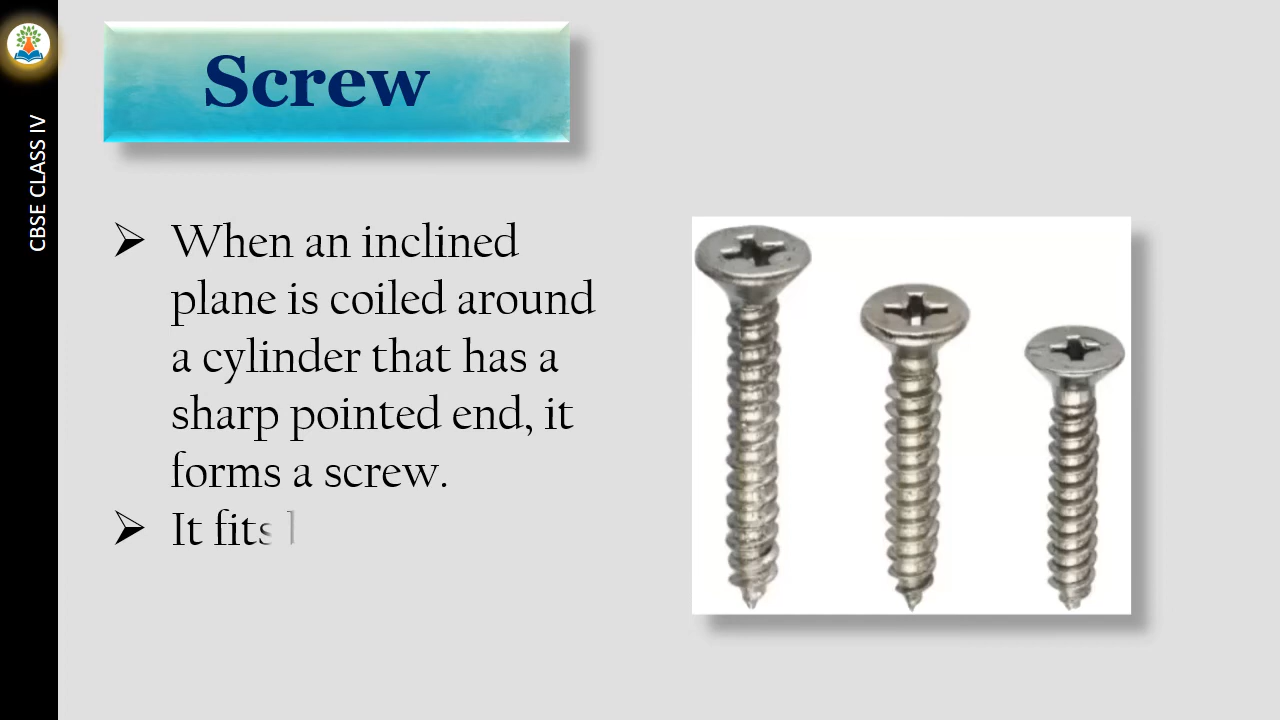 CBSE CLASS IV
Screw
➢ When an inclined
plane is coiled around
a cylinder that has a
sharp pointed end, it
forms a screw.
➢ It fits